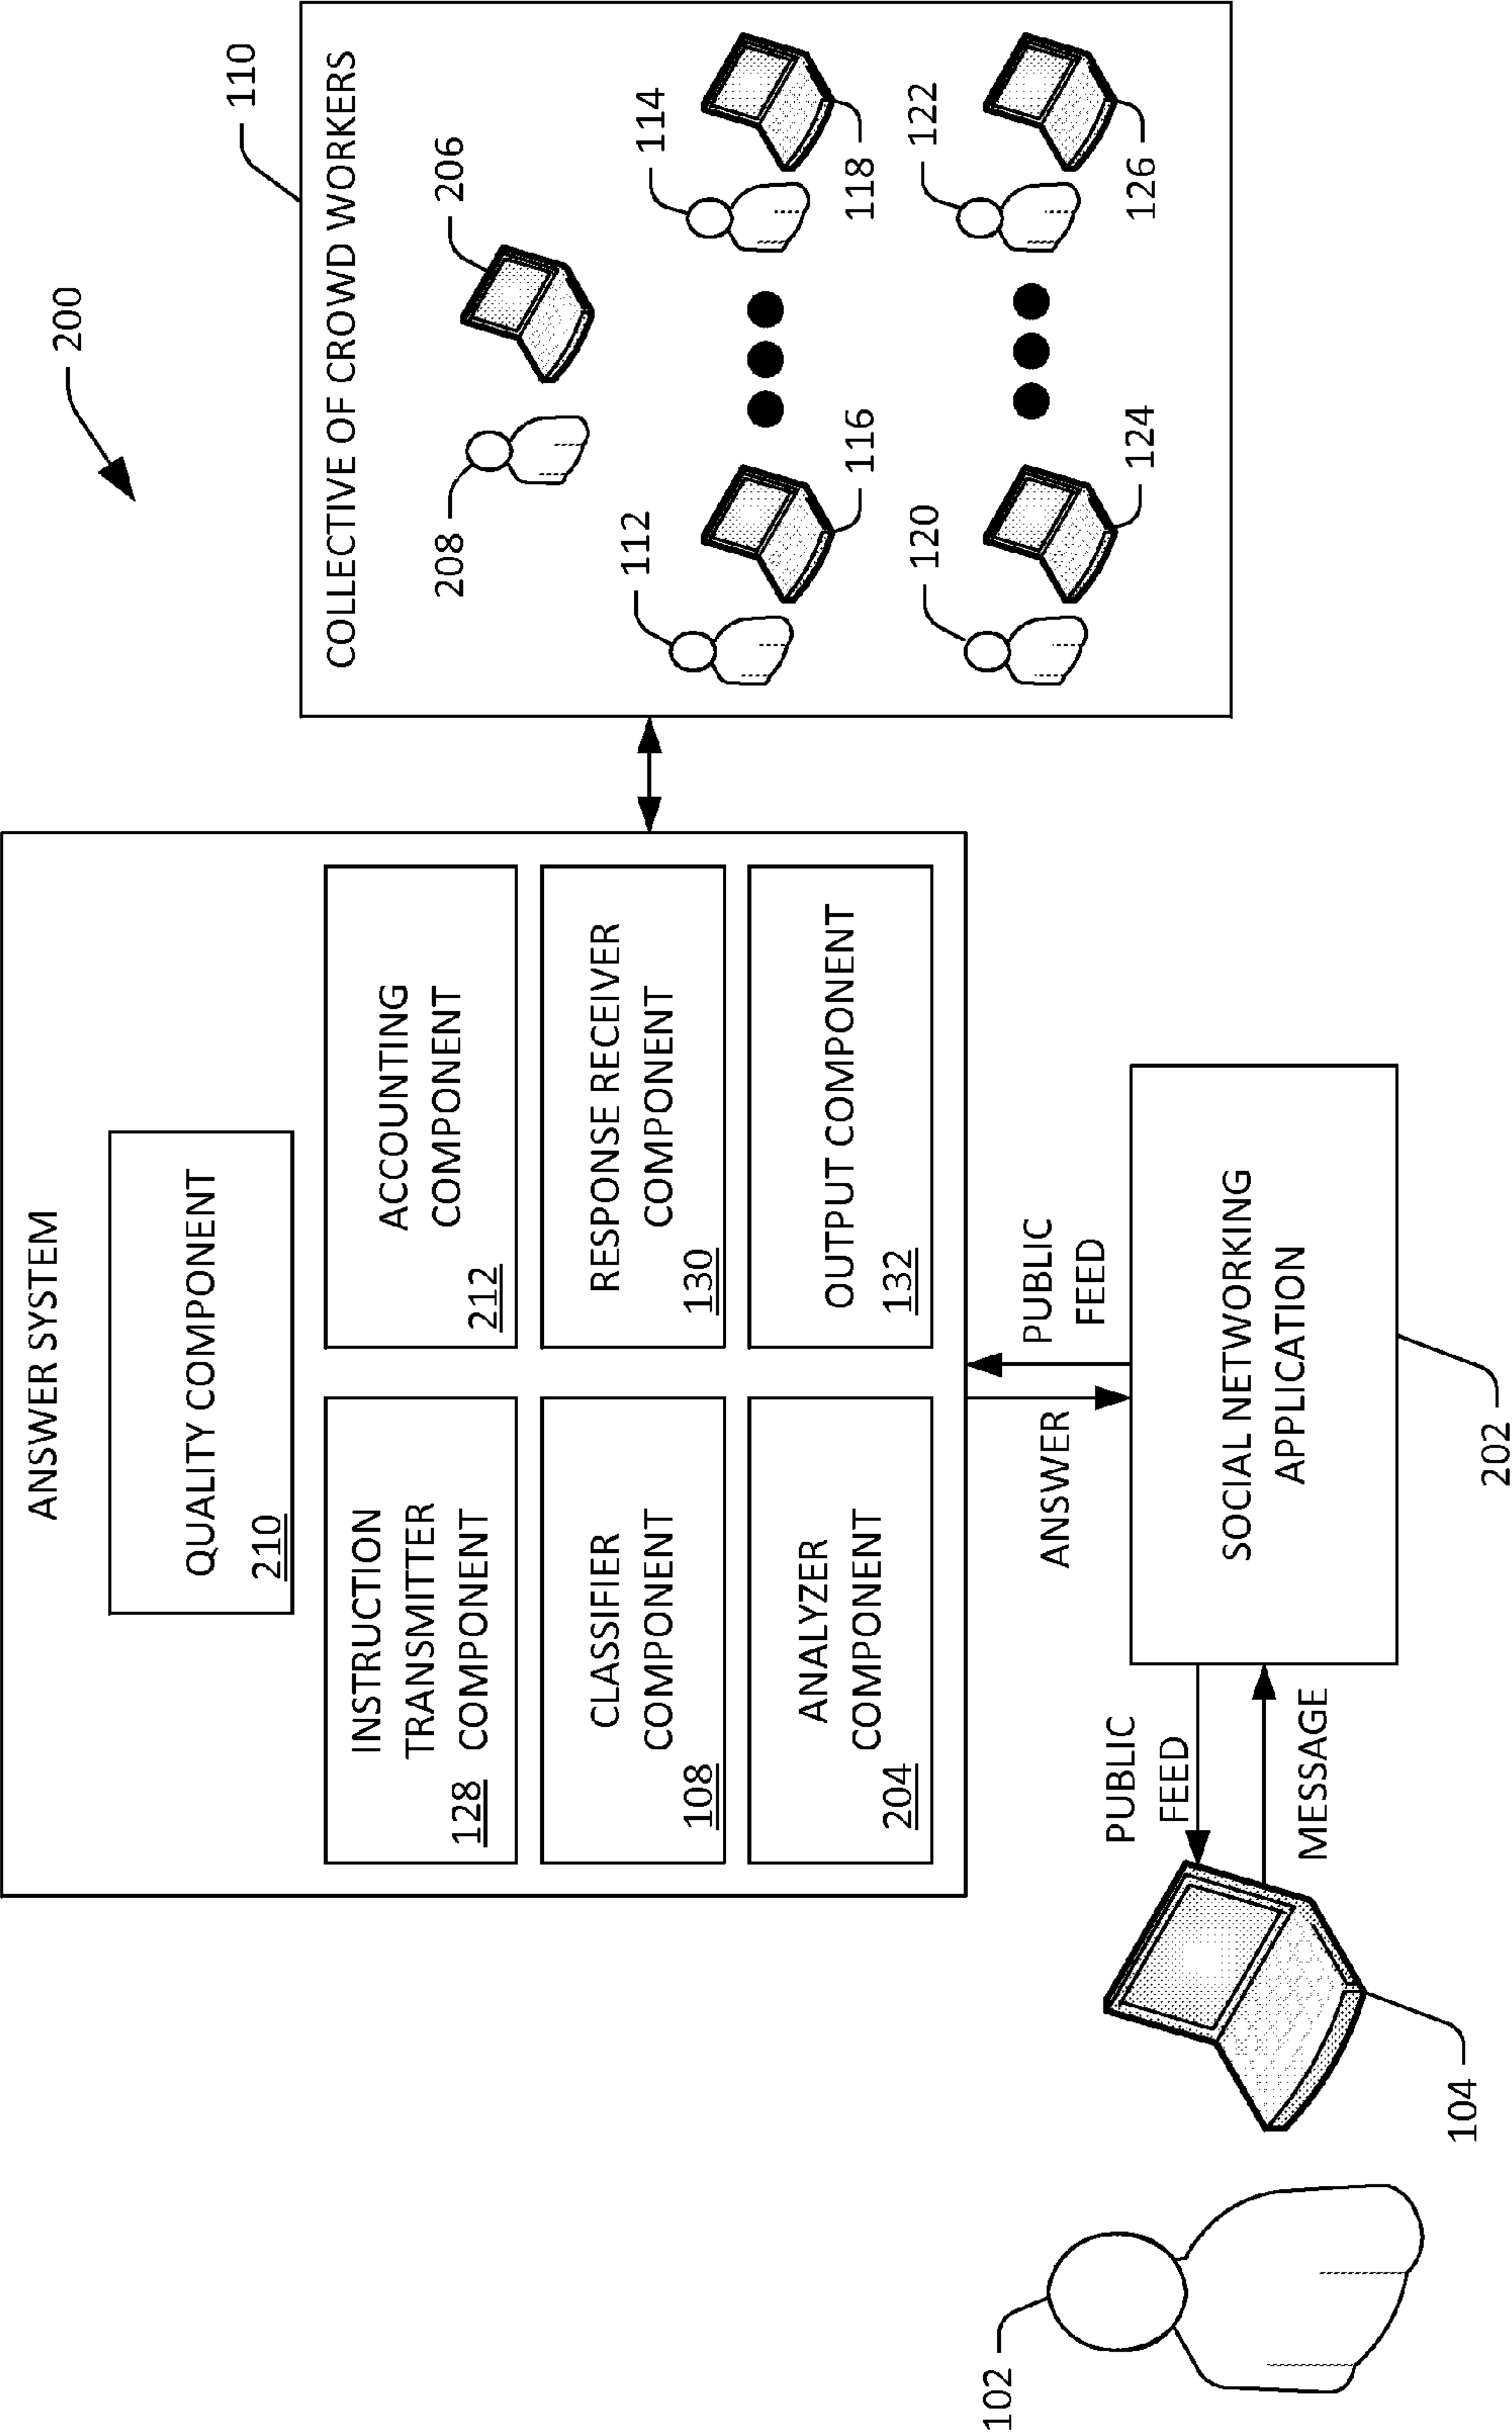 200
ANSWER SYSTEM
QUALITY COMPONENT
210
INSTRUCTION
TRANSMITTER
COMPONENT
128
ACCOUNTING
COMPONENT
212
CLASSIFIER
COMPONENT
108
RESPONSE RECEIVER
COMPONENT
130
ANALYZER
COMPONENT
204
OUTPUT COMPONENT
132
110
COLLECTIVE OF CROWD WORKERS
208
206
112
116
114
118
120
124
122
126
ANSWER
PUBLIC
FEED
SOCIAL NETWORKING
APPLICATION
202
PUBLIC
FEED
MESSAGE
102
104